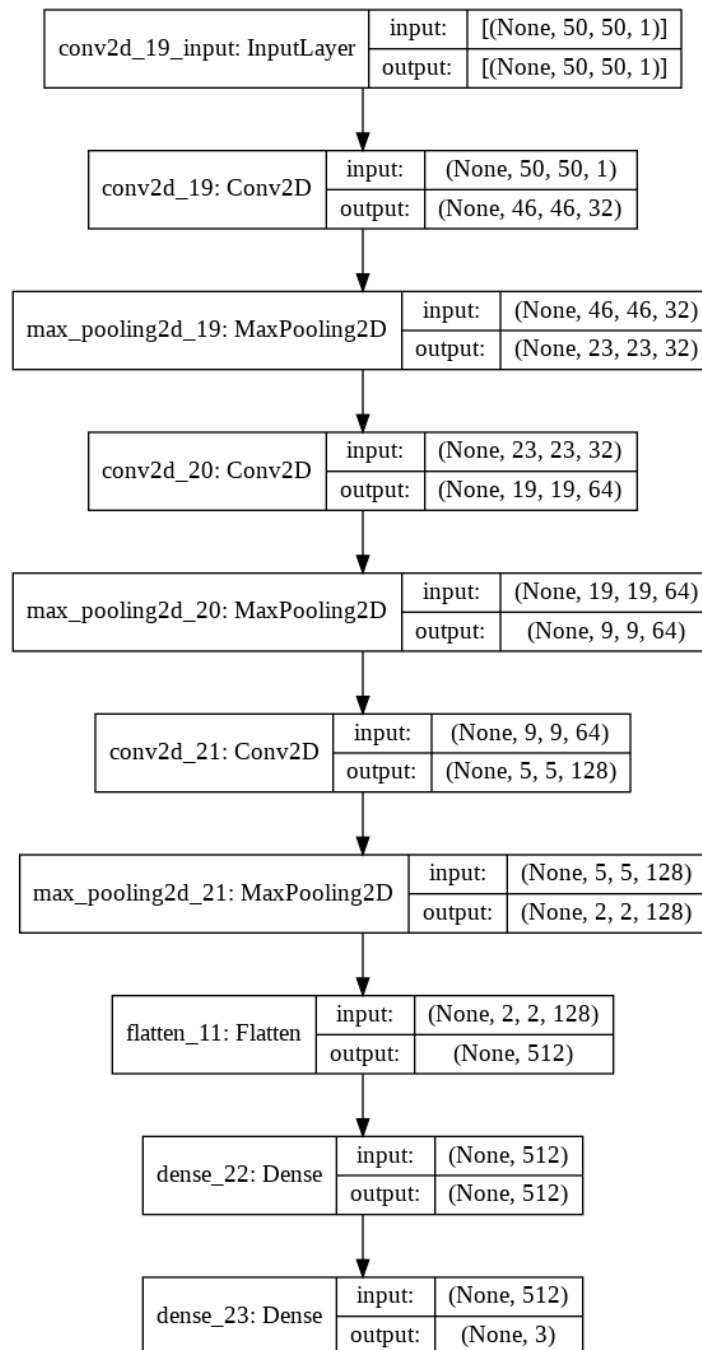 conv2d_19_input: InputLayer
input: [(None, 50, 50, 1)]
output: [(None, 50, 50, 1)]
conv2d_19: Conv2D
input: (None, 50, 50, 1)
output: (None, 46, 46, 32)
max_pooling2d_19: MaxPooling2D
input: (None, 46, 46, 32)
output: (None, 23, 23, 32)
conv2d_20: Conv2D
input: (None, 23, 23, 32)
output: (None, 19, 19, 64)
max_pooling2d_20: MaxPooling2D
input: (None, 19, 19, 64)
output: (None, 9, 9, 64)
conv2d_21: Conv2D
input: (None, 9, 9, 64)
output: (None, 5, 5, 128)
max_pooling2d_21: MaxPooling2D
input: (None, 5, 5, 128)
output: (None, 2, 2, 128)
flatten_11: Flatten
input: (None, 2, 2, 128)
output: (None, 512)
dense_22: Dense
input: (None, 512)
output: (None, 512)
dense_23: Dense
input: (None, 512)
output: (None, 3)